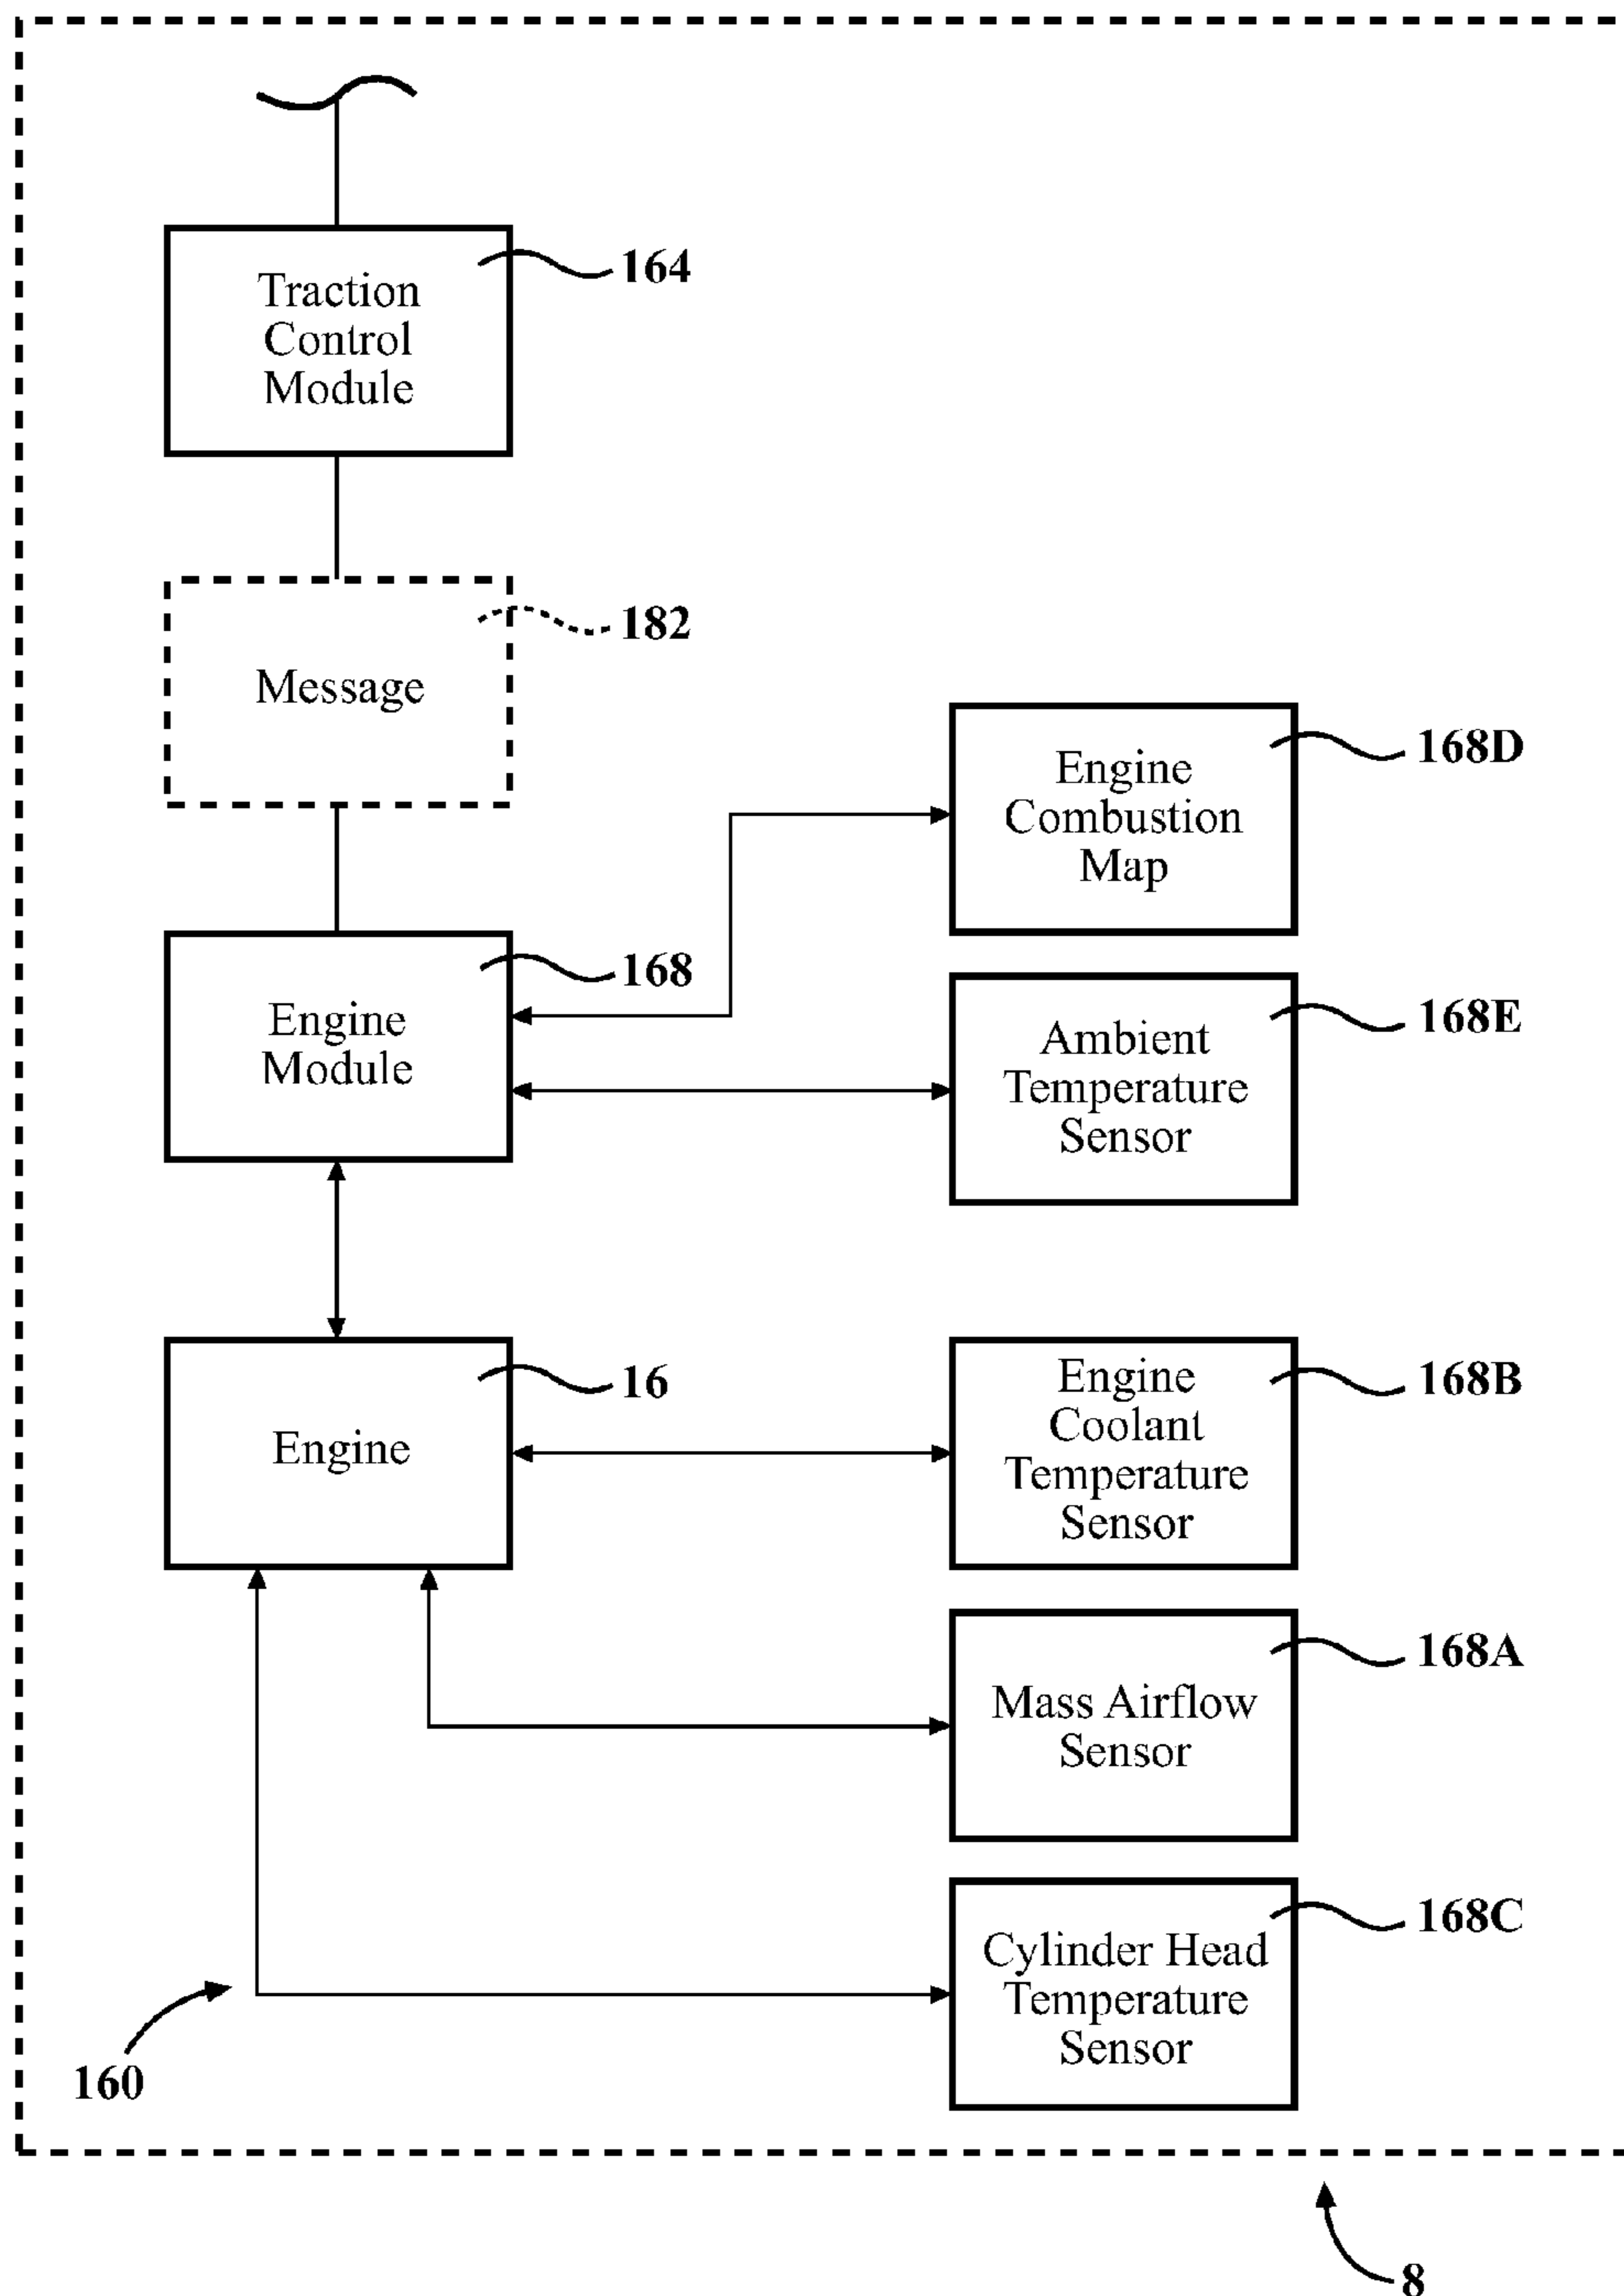 Traction
Control
Module
164
Message
182
Engine
Combustion
Map
168D
Engine
Module
168
Ambient
Temperature
Sensor
168E
Engine
16
Engine
Coolant
Temperature
Sensor
168B
Mass Airflow
Sensor
168A
Cylinder Head
Temperature
Sensor
168C
160
8